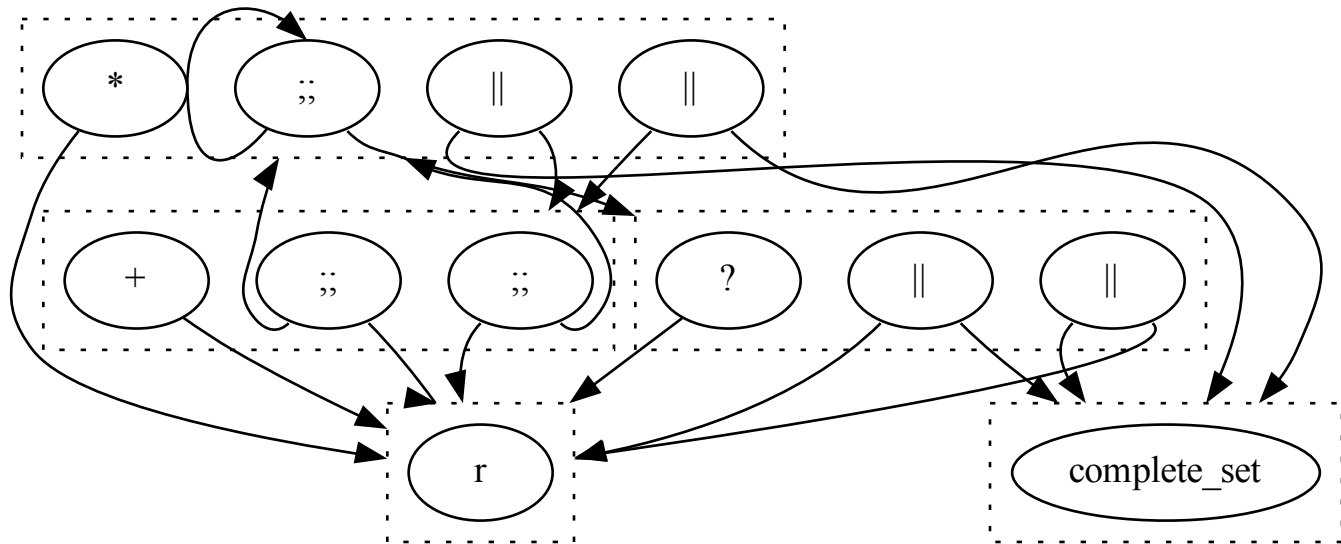 * ;; || ||
+ ;; ;; ? || ||
r complete_set